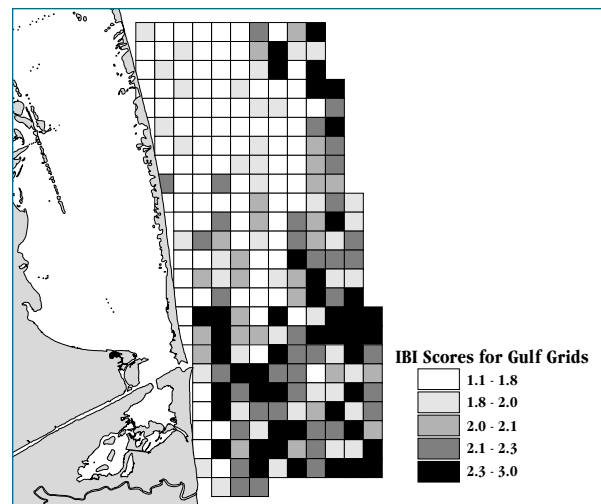 IBI Scores for Gulf Grids
1.1 - 1.8
1.8 - 2.0
2.0 - 2.1
2.1 - 2.3
2.3 - 3.0